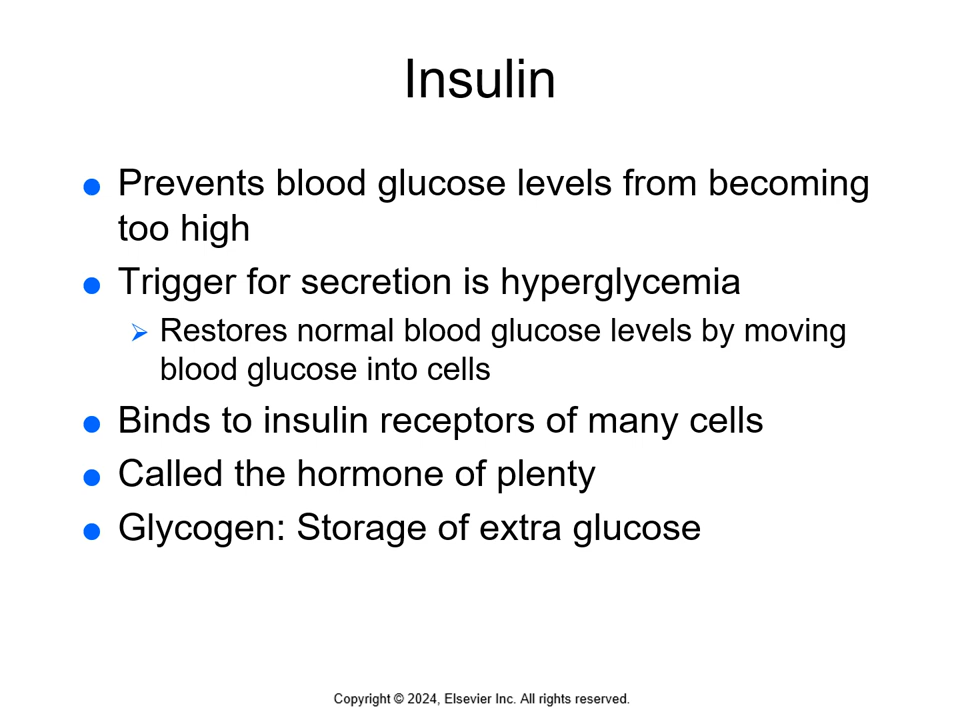 Insulin
● Prevents blood glucose levels from becoming
too high
● Trigger for secretion is hyperglycemia
➢ Restores normal blood glucose levels by moving
blood glucose into cells
● Binds to insulin receptors of many cells
● Called the hormone of plenty
● Glycogen: Storage of extra glucose
Copyright © 2024, Elsevier Inc. All rights reserved.